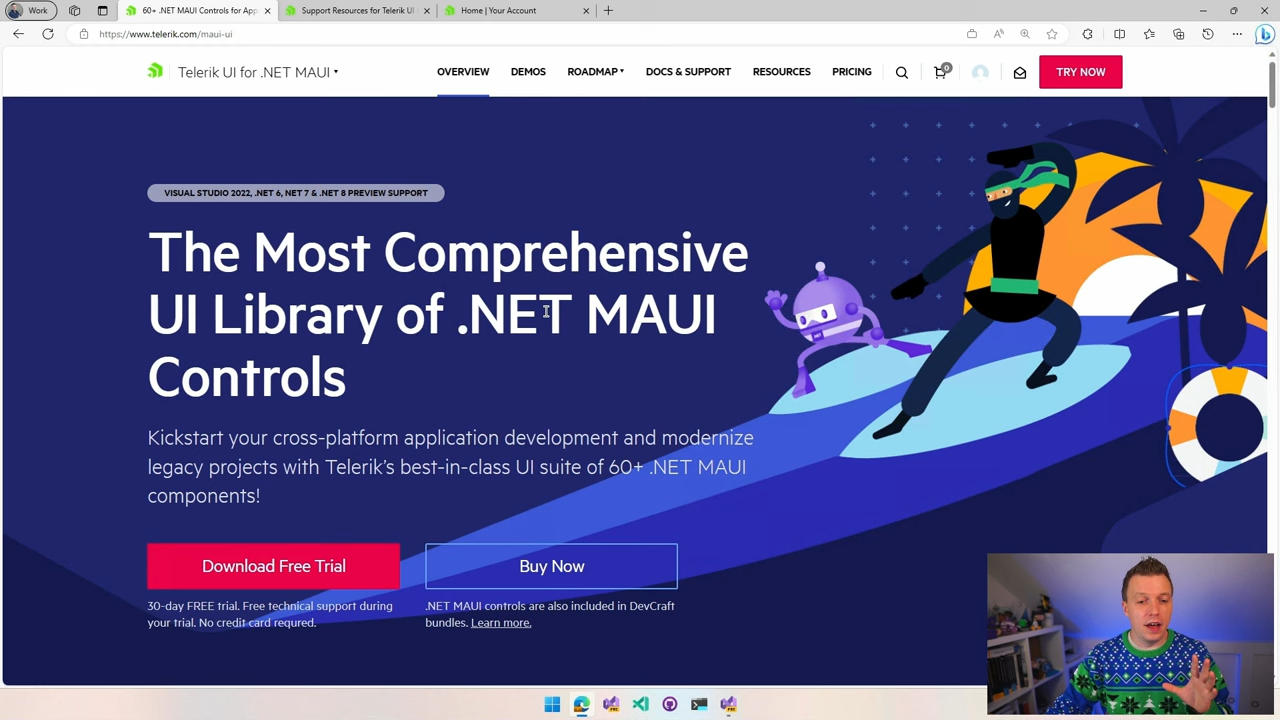 Work
60+ .NET MAUI Controls for App
Support Resources for Telerik UI
Home | Your Account
https://www.telerik.com/maui-ui
Telerik UI for .NET MAUI
OVERVIEW
DEMOS
ROADMAP
DOCS & SUPPORT
RESOURCES
PRICING
0
TRY NOW
VISUAL STUDIO 2022, .NET 6, NET 7 & .NET 8 PREVIEW SUPPORT
The Most Comprehensive
UI Library of .NET MAUI
Controls
Kickstart your cross-platform application development and modernize
legacy projects with Telerik's best-in-class UI suite of 60+ .NET MAUI
components!
Download Free Trial
Buy Now
30-day FREE trial. Free technical support during
your trial. No credit card requred.
.NET MAUI controls are also included in DevCraft
bundles. Learn more.